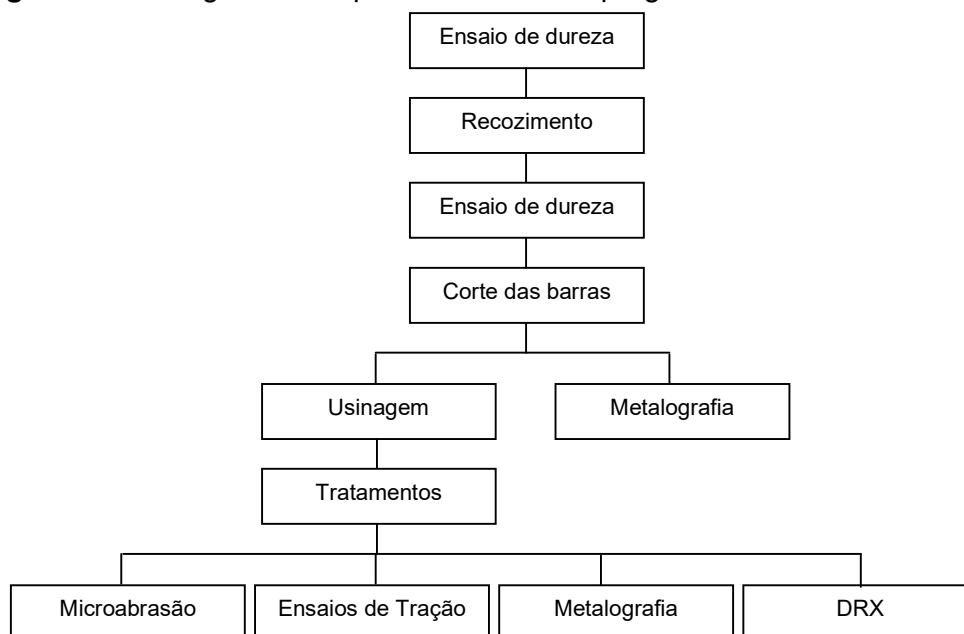 Ensaio de dureza
Recozimento
Ensaio de dureza
Corte das barras
Usinagem Metalografia
Tratamentos
Microabrasão Ensaios de Tração Metalografia DRX